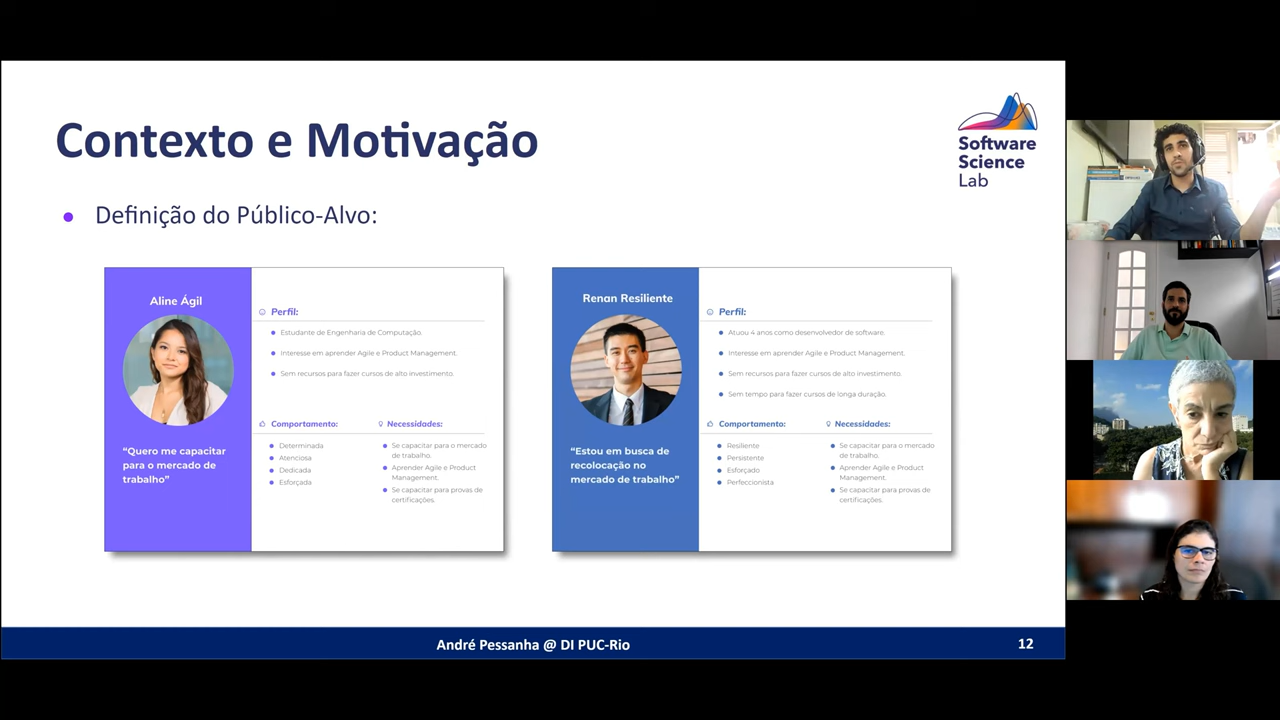 Contexto e Motivação
Software
Science
Lab
Definição do Público-Alvo:
Aline Ágil
"Quero me capacitar
para o mercado de
trabalho"
Perfil:
Estudante de Engenharia de Computação.
Interesse em aprender Agile e Product Management.
Sem recursos para fazer cursos de alto investimento
Comportamento:
Determinada
Atenciosa
Dedicada
Esforçada
Necessidades:
Se capacitar para o mercado
de trabalho.
Aprender Agile e Product
Management.
Se capacitar para provas de
certificações.
Renan Resiliente
"Estou em busca de
recolocação no
mercado de trabalho"
Perfil:
Atuou 4 anos como desenvolvedor de software.
Interesse em aprender Agile e Product Management.
Sem recursos para fazer cursos de alto investimento.
Sem tempo para fazer cursos de longa duração.
Comportamento:
Resiliente
Persistente
Esforçado
Perfeccionista
Necessidades:
Se capacitar para o mercado
de trabalho.
Aprender Agile e Product
Management.
Se capacitar para provas de
certificações.
André Pessanha @ DI PUC-Rio
12